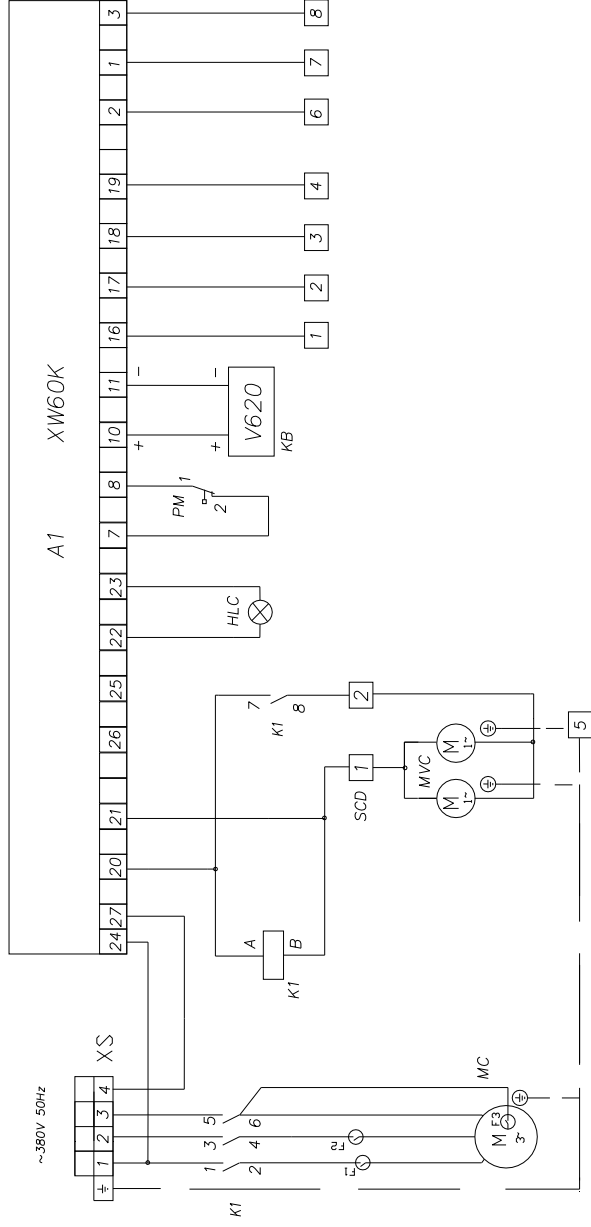 A1 XW60K
24 27 20 21 26 25 22 23 7 8 10 11 16 17 18 19 2 1 3
~380V 50Hz
XS
1 2 3 4
HLC
PM 1
2
+ −
+ −
V620
KB
1 2 3 4 6 7 8
A
B
K1
7
8
K1
SCD 1 2
MVC
M
1~
M
1~
5
K1
1 3 5
2 4 6
F1 F2
MC
M F3
3~